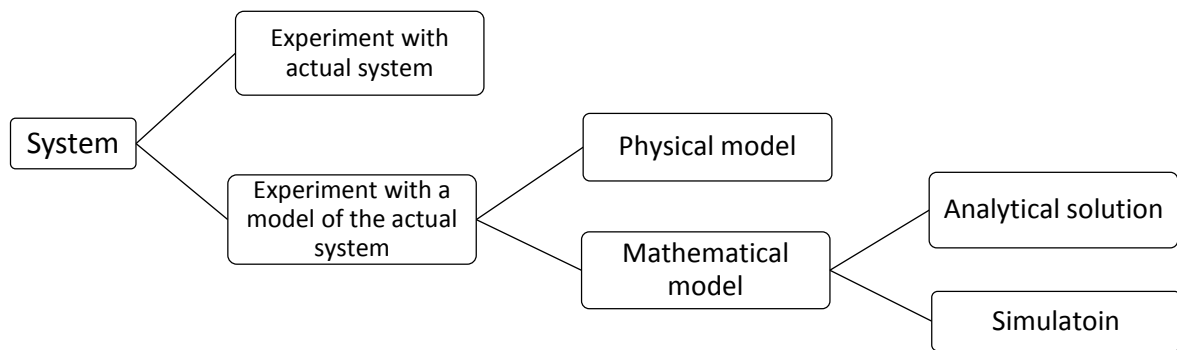 System
Experiment with
actual system
Experiment with a
model of the actual
system
Physical model
Mathematical
model
Analytical solution
Simulatoin